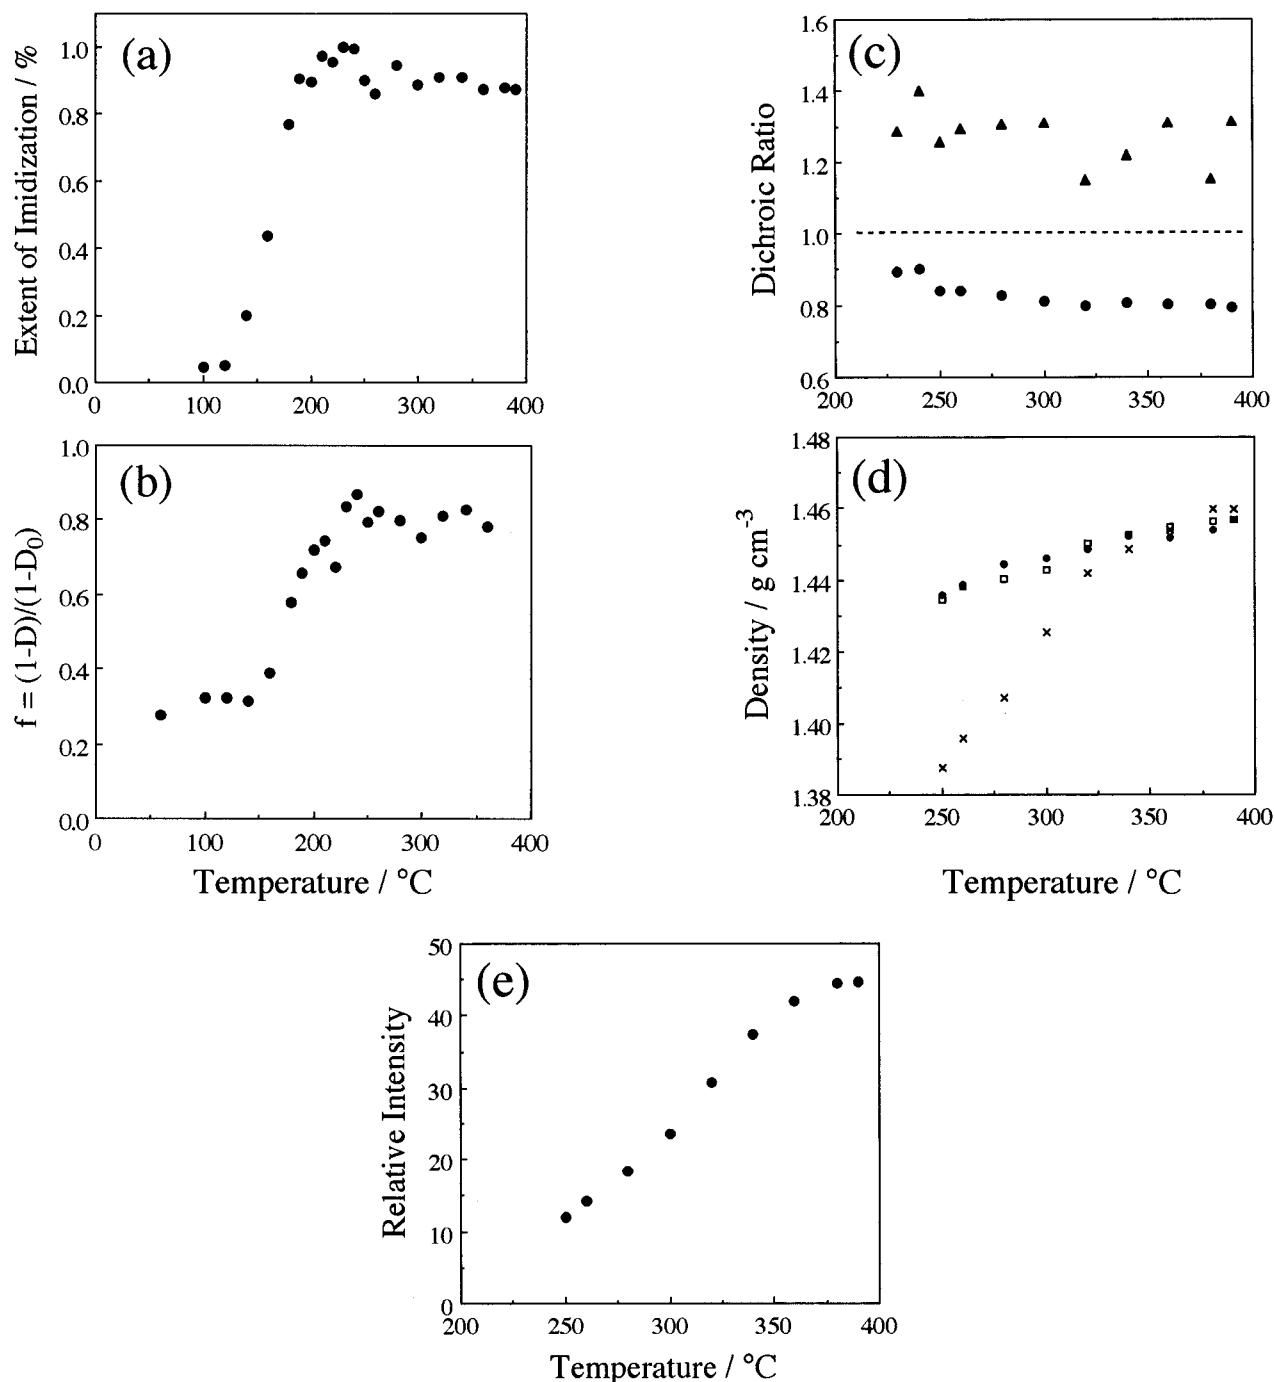 (a)
Extent of Imidization / %
1.0
0.8
0.6
0.4
0.2
0.0
0 100 200 300 400
(b)
f = (1-D)/(1-D₀)
1.0
0.8
0.6
0.4
0.2
0.0
0 100 200 300 400
Temperature / °C
(c)
Dichroic Ratio
1.6
1.4
1.2
1.0
0.8
0.6
200 250 300 350 400
(d)
Density / g cm⁻³
1.48
1.46
1.44
1.42
1.40
1.38
200 250 300 350 400
Temperature / °C
(e)
Relative Intensity
50
40
30
20
10
0
200 250 300 350 400
Temperature / °C